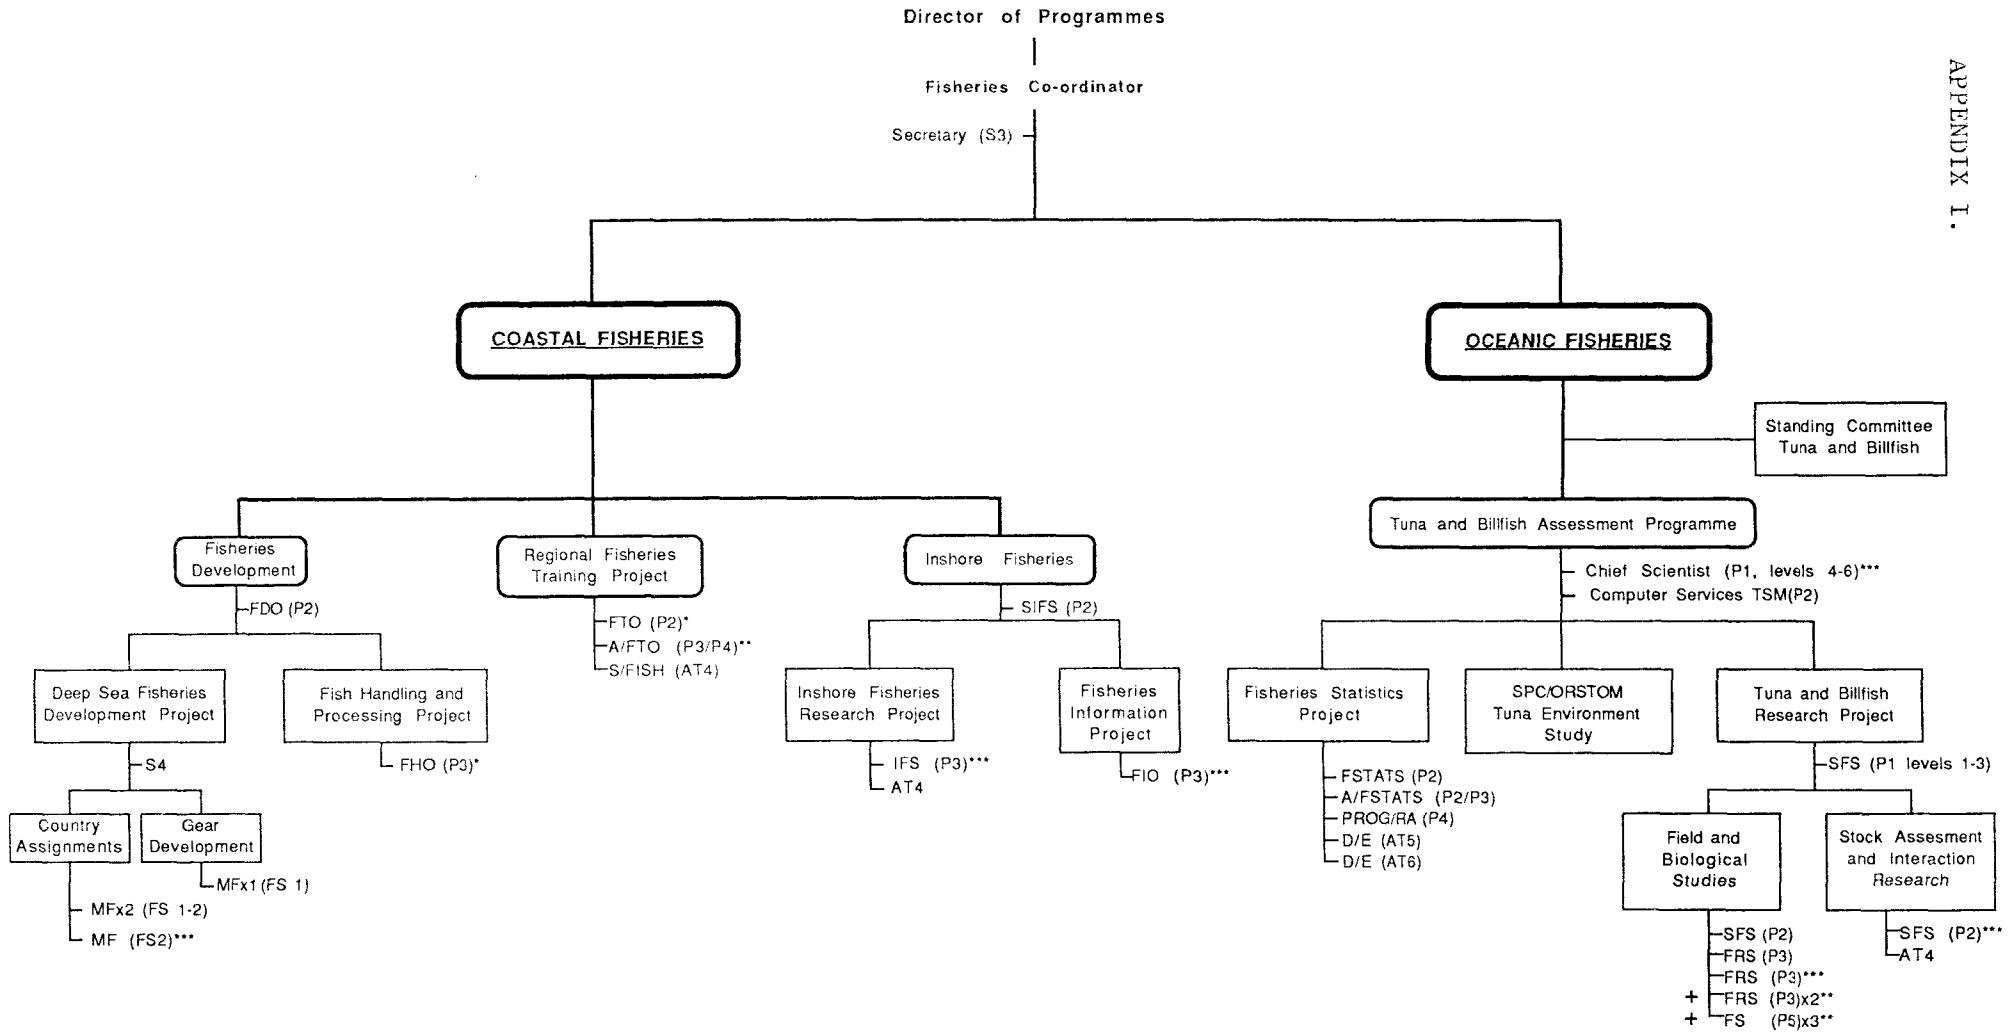 Director of Programmes
APPENDIX I.
Fisheries Co-ordinator
Secretary (S3)
COASTAL FISHERIES
OCEANIC FISHERIES
Standing Committee
Tuna and Billfish
Tuna and Billfish Assessment Programme
Chief Scientist (P1, levels 4-6)***
Computer Services TSM(P2)
Fisheries
Development
FDO (P2)
Regional Fisheries
Training Project
FTO (P2)*
A/FTO (P3/P4)**
S/FISH (AT4)
Inshore Fisheries
SIFS (P2)
Deep Sea Fisheries
Development Project
S4
Fish Handling and
Processing Project
FHO (P3)*
Country
Assignments
MFx2 (FS 1-2)
MF (FS2)***
Gear
Development
MFx1 (FS 1)
Inshore Fisheries
Research Project
IFS (P3)***
AT4
Fisheries
Information
Project
FIO (P3)***
Fisheries Statistics
Project
FSTATS (P2)
A/FSTATS (P2/P3)
PROG/RA (P4)
D/E (AT5)
D/E (AT6)
SPC/ORSTOM
Tuna Environment
Study
Tuna and Billfish
Research Project
SFS (P1 levels 1-3)
Field and
Biological
Studies
SFS (P2)
FRS (P3)
FRS (P3)***
+ FRS (P3)x2**
+ FS (P5)x3**
Stock Assesment
and Interaction
Research
SFS (P2)***
AT4